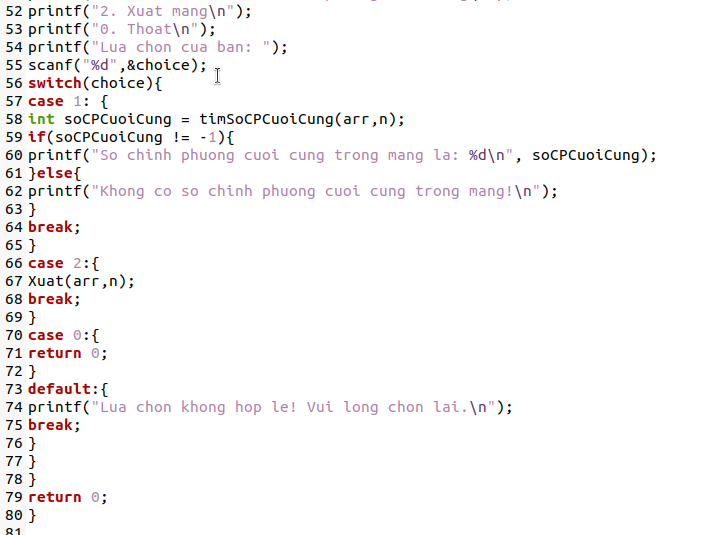 52 printf("2. Xuat mang\n");
53 printf("0. Thoat\n");
54 printf("Lua chon cua ban: ");
55 scanf("%d",&choice);
56 switch(choice){
57 case 1: {
58 int soCPCuoiCung = timSoCPCuoiCung(arr,n);
59 if(soCPCuoiCung != -1){
60 printf("So chinh phuong cuoi cung trong mang la: %d\n", soCPCuoiCung);
61 }else{
62 printf("Khong co so chinh phuong cuoi cung trong mang!\n");
63 }
64 break;
65 }
66 case 2:{
67 Xuat(arr,n);
68 break;
69 }
70 case 0:{
71 return 0;
72 }
73 default:{
74 printf("Lua chon khong hop le! Vui long chon lai.\n");
75 break;
76 }
77 }
78 }
79 return 0;
80 }
81